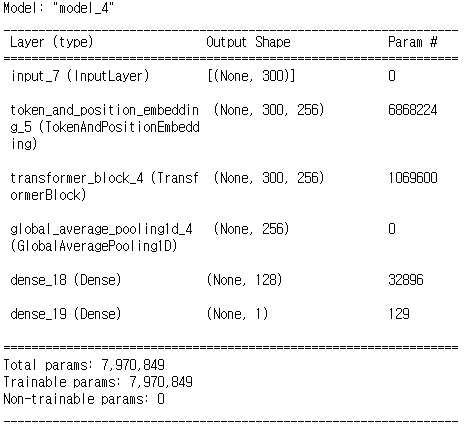 Model: "model_4"
_________________________________________________________________
Layer (type) Output Shape Param #
=================================================================
input_7 (InputLayer) [(None, 300)] 0
token_and_position_embeddin (None, 300, 256) 6868224
g_5 (TokenAndPositionEmbedd
ing)
transformer_block_4 (Transf (None, 300, 256) 1069600
ormerBlock)
global_average_pooling1d_4 (None, 256) 0
(GlobalAveragePooling1D)
dense_18 (Dense) (None, 128) 32896
dense_19 (Dense) (None, 1) 129
=================================================================
Total params: 7,970,849
Trainable params: 7,970,849
Non-trainable params: 0
_________________________________________________________________